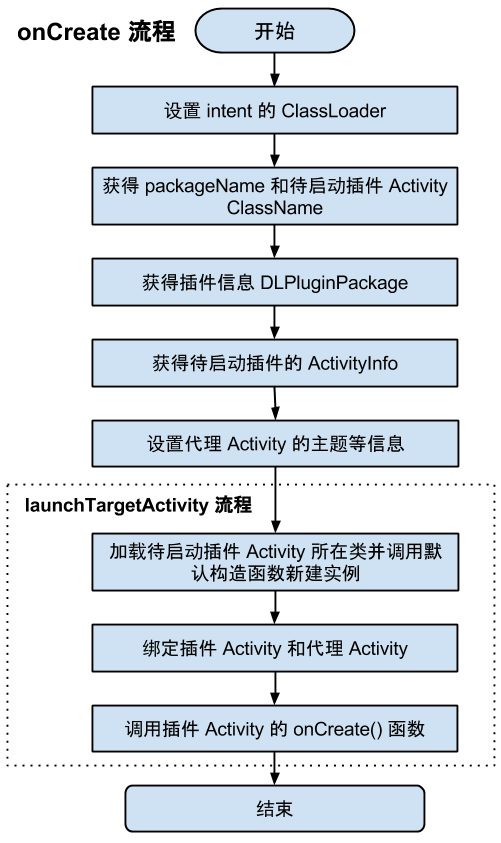 onCreate 流程
开始
设置 intent 的 ClassLoader
获得 packageName 和待启动插件 Activity
ClassName
获得插件信息 DLPluginPackage
获得待启动插件的 ActivityInfo
设置代理 Activity 的主题等信息
launchTargetActivity 流程
加载待启动插件 Activity 所在类并调用默
认构造函数新建实例
绑定插件 Activity 和代理 Activity
调用插件 Activity 的 onCreate() 函数
结束